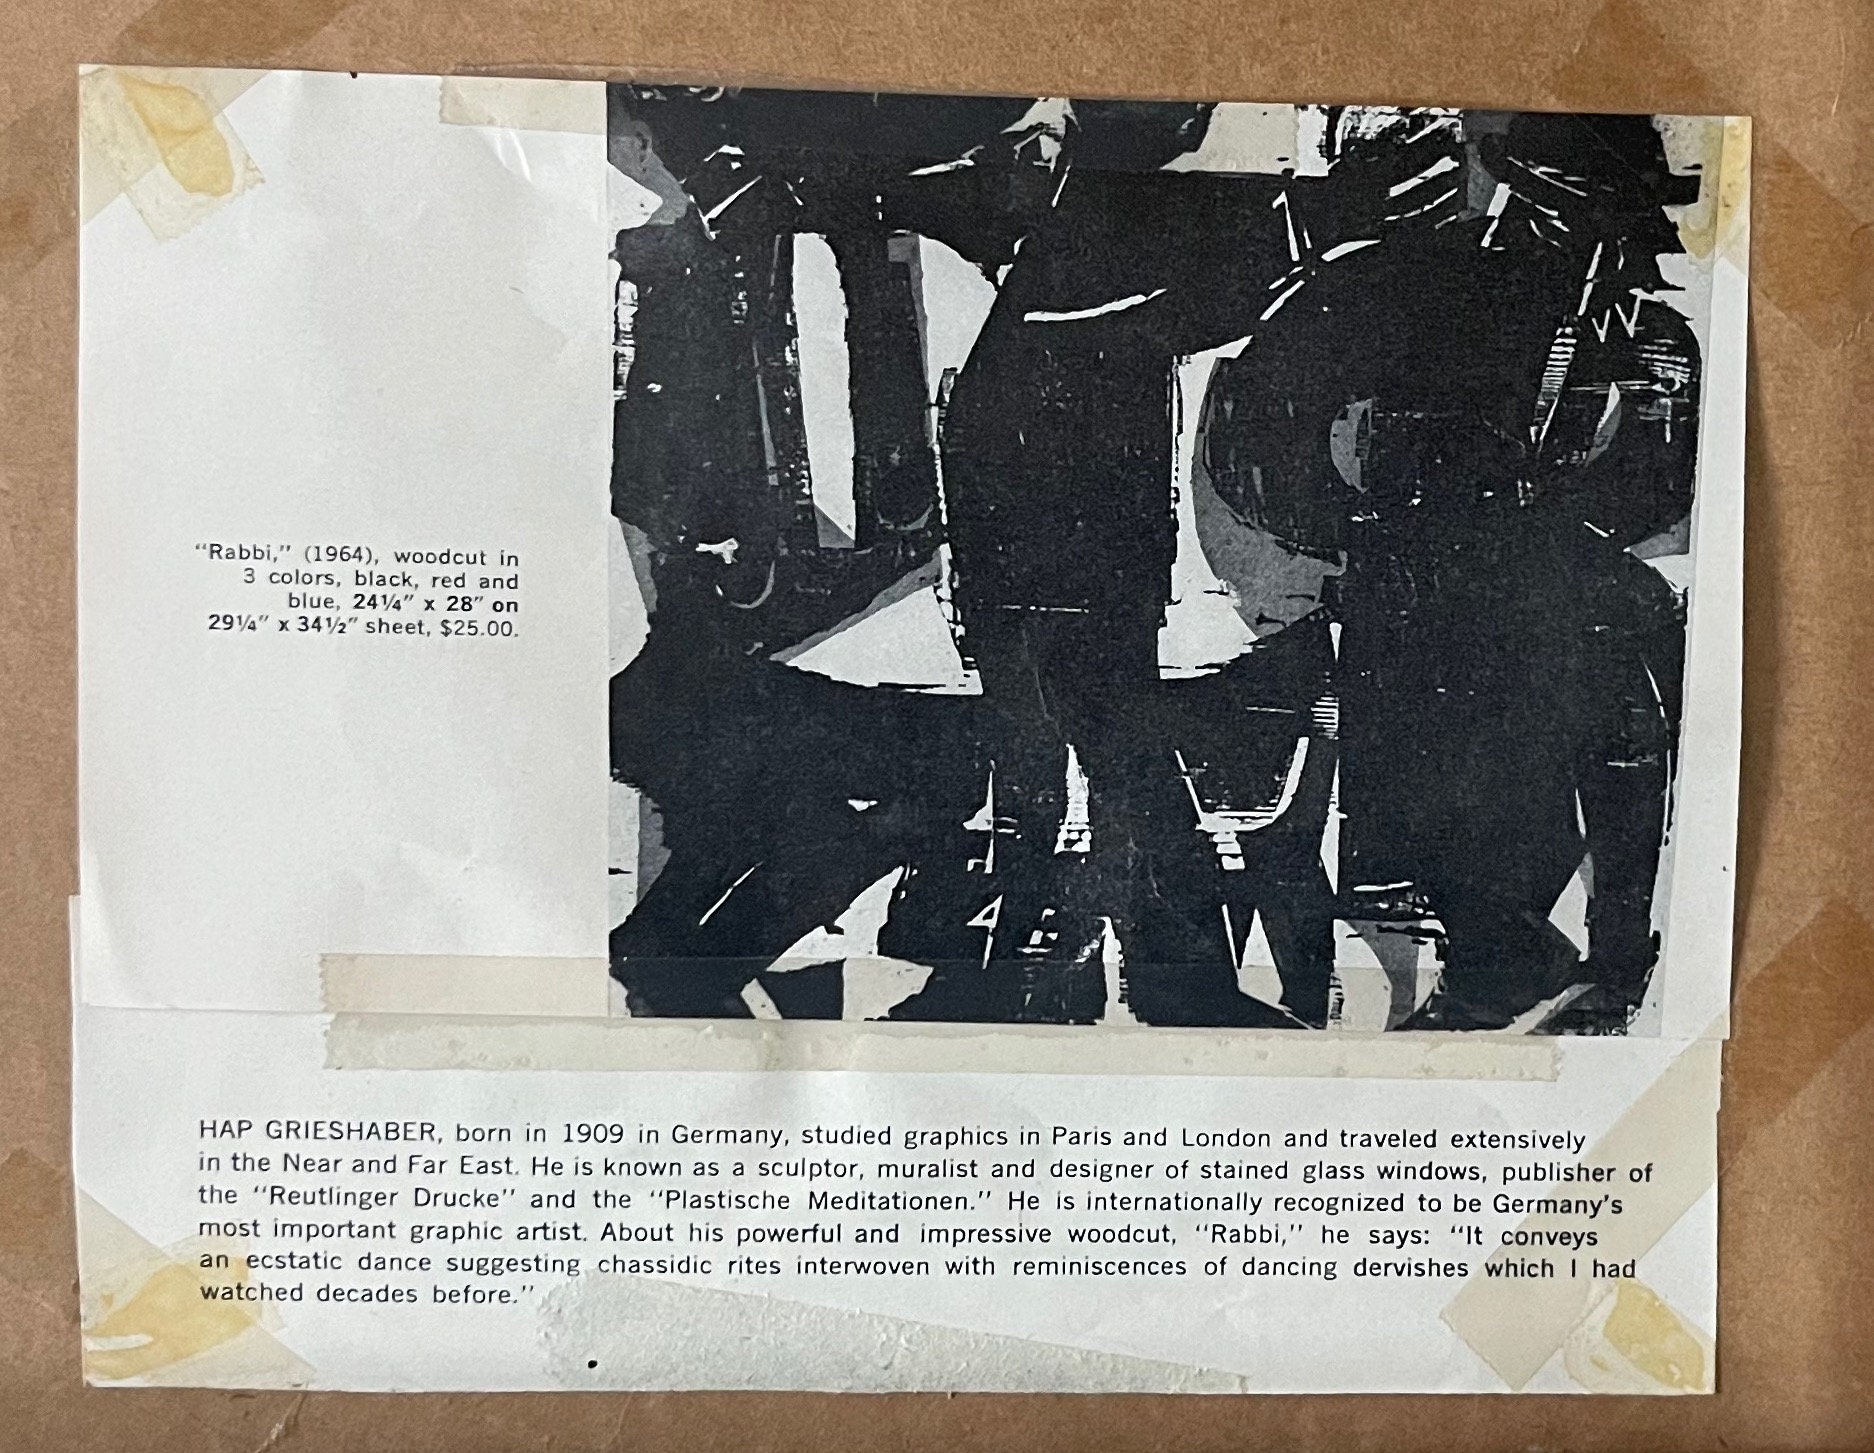 “Rabbi,” (1964), woodcut in
3 colors, black, red and
blue, 24¼” x 28” on
29¼” x 34½” sheet, $25.00.
HAP GRIESHABER, born in 1909 in Germany, studied graphics in Paris and London and traveled extensively
in the Near and Far East. He is known as a sculptor, muralist and designer of stained glass windows, publisher of
the “Reutlinger Drucke” and the “Plastische Meditationen.” He is internationally recognized to be Germany’s
most important graphic artist. About his powerful and impressive woodcut, “Rabbi,” he says: “It conveys
an ecstatic dance suggesting chassidic rites interwoven with reminiscences of dancing dervishes which I had
watched decades before.”